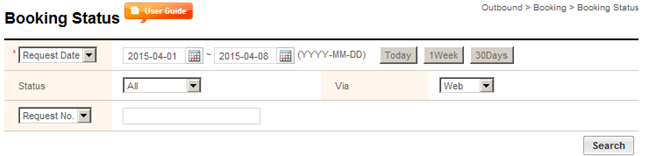 Booking Status User Guide Outbound > Booking > Booking Status
* Request Date 2015-04-01 ~ 2015-04-08 (YYYY-MM-DD) Today 1Week 30Days
Status All Via Web
Request No.
Search